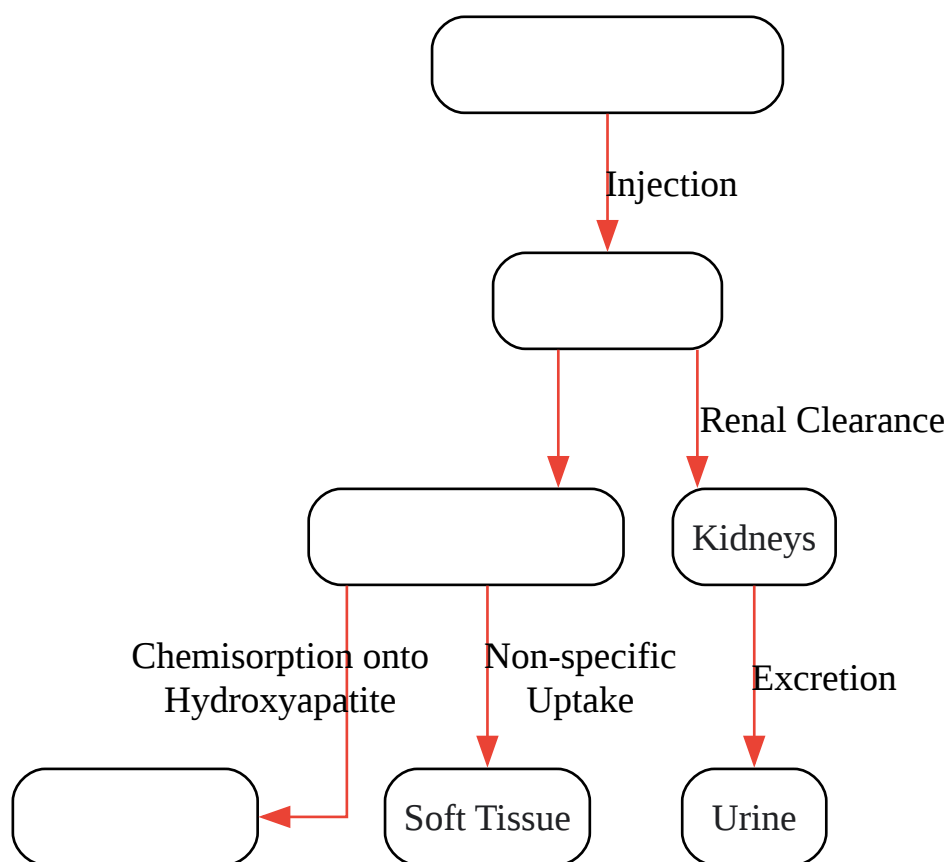 Injection
Renal Clearance
Kidneys
Chemisorption onto
Hydroxyapatite
Non-specific
Uptake
Excretion
Soft Tissue
Urine